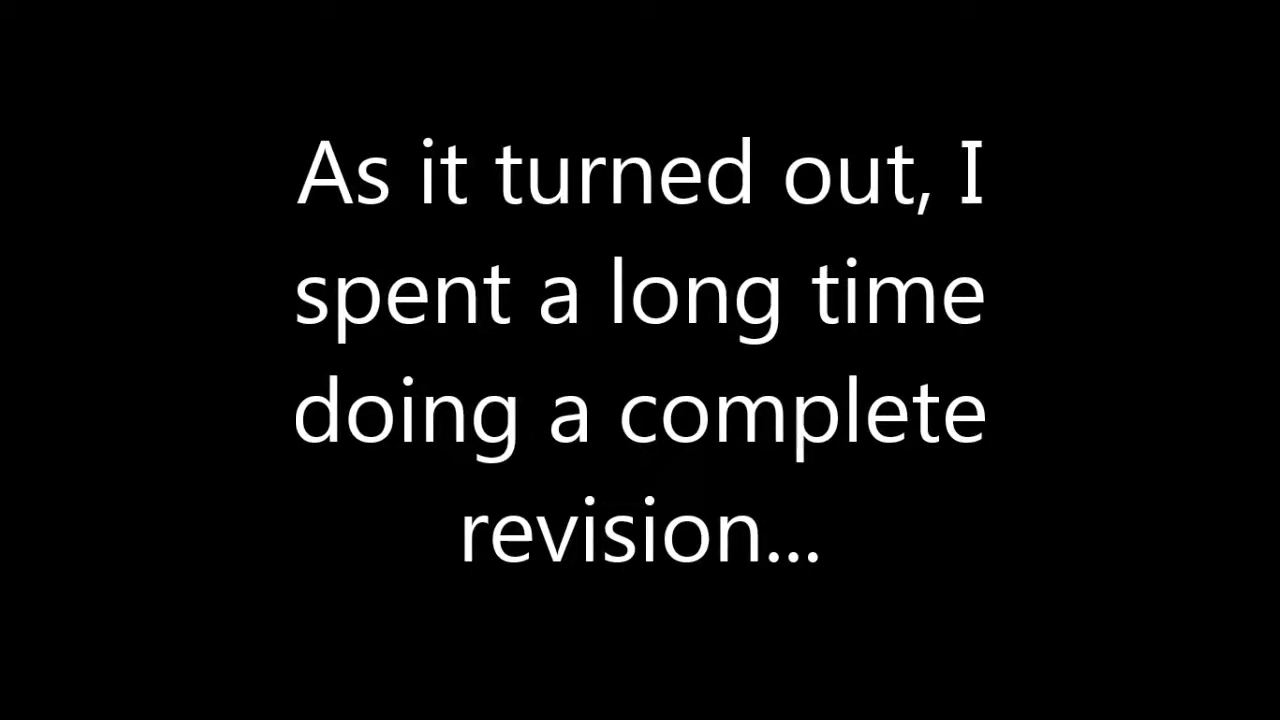 As it turned out, I
spent a long time
doing a complete
revision...